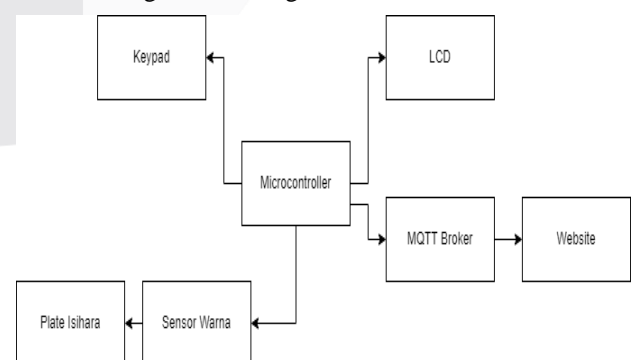 Keypad
LCD
Microcontroller
MQTT Broker
Website
Plate Isihara
Sensor Warna